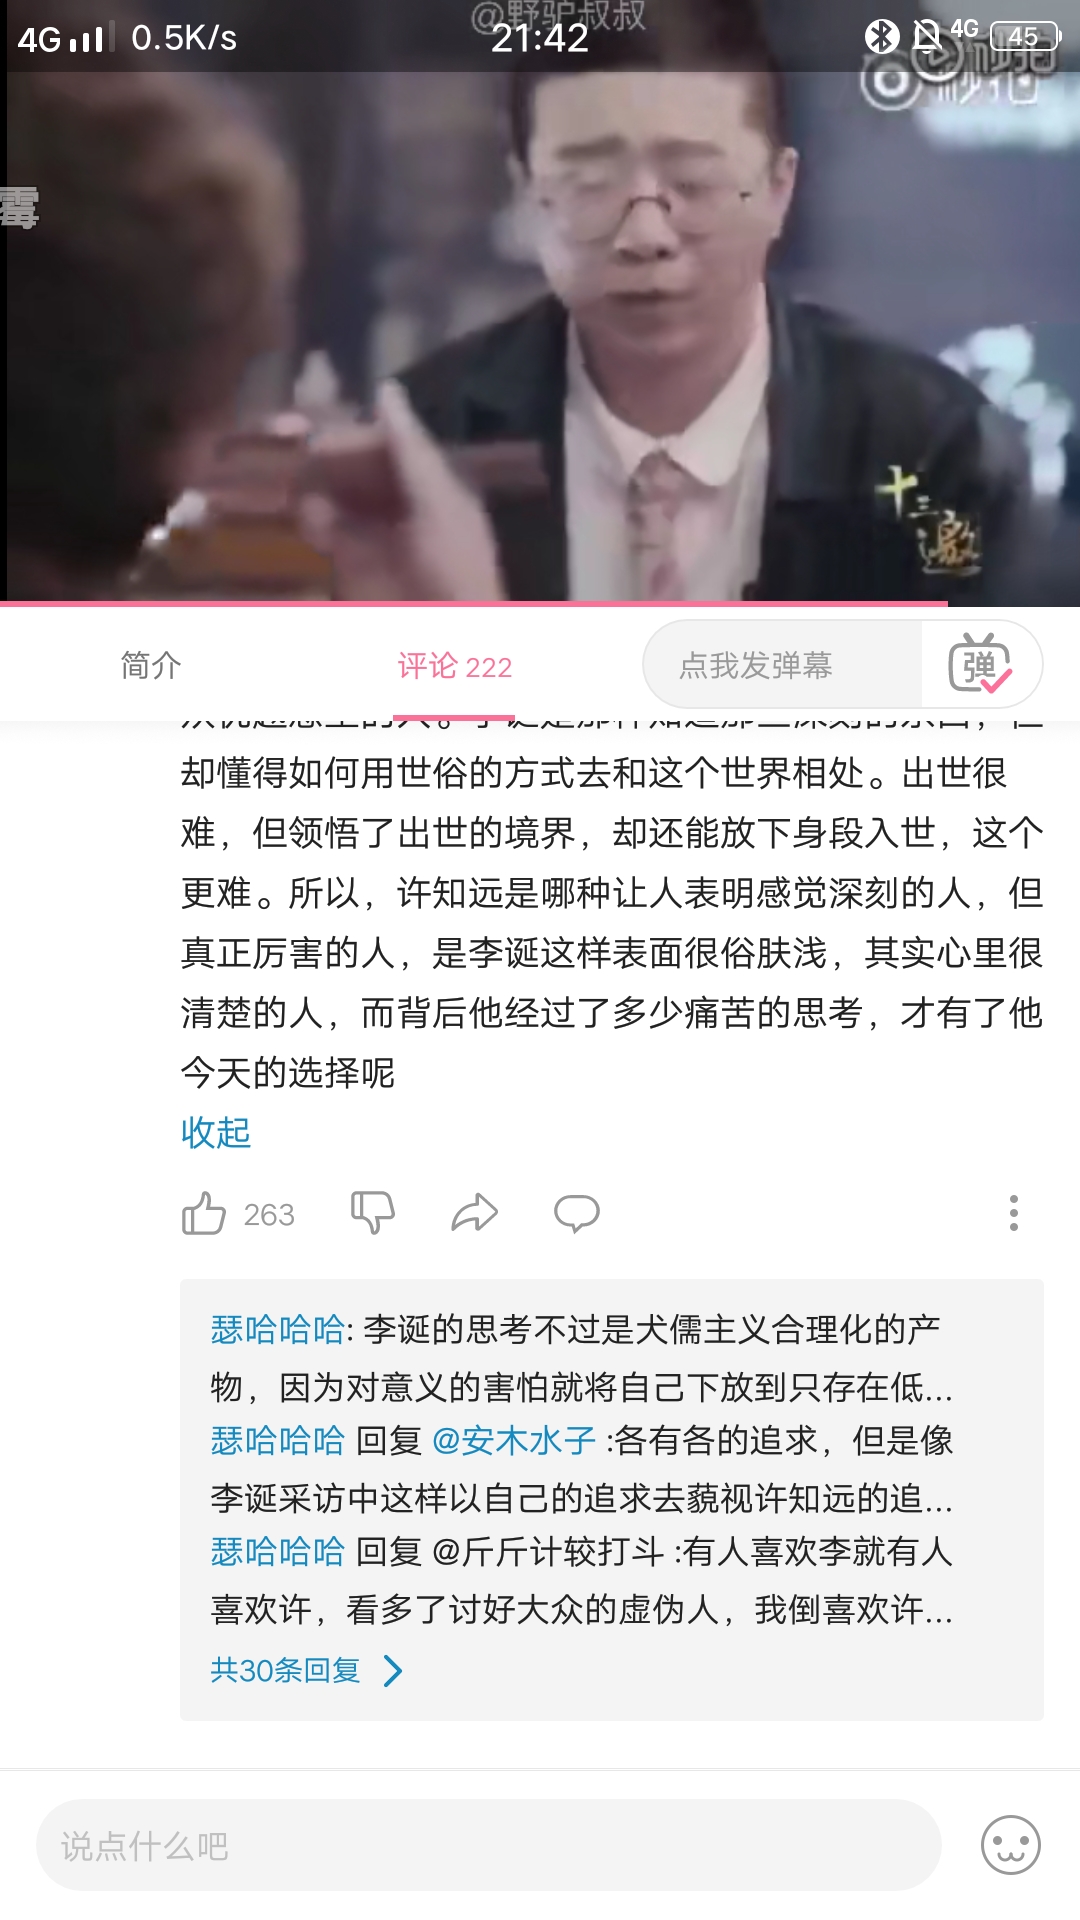 @野驴叔叔
4G 0.5K/s 21:42 4G 45
秒拍
霉
十三邀
简介 评论 222 点我发弹幕 弹
却懂得如何用世俗的方式去和这个世界相处。出世很
难，但领悟了出世的境界，却还能放下身段入世，这个
更难。所以，许知远是哪种让人表明感觉深刻的人，但
真正厉害的人，是李诞这样表面很俗肤浅，其实心里很
清楚的人，而背后他经过了多少痛苦的思考，才有了他
今天的选择呢
收起
263
瑟哈哈哈: 李诞的思考不过是犬儒主义合理化的产
物，因为对意义的害怕就将自己下放到只存在低...
瑟哈哈哈 回复 @安木水子 :各有各的追求，但是像
李诞采访中这样以自己的追求去藐视许知远的追...
瑟哈哈哈 回复 @斤斤计较打斗 :有人喜欢李就有人
喜欢许，看多了讨好大众的虚伪人，我倒喜欢许...
共30条回复
说点什么吧